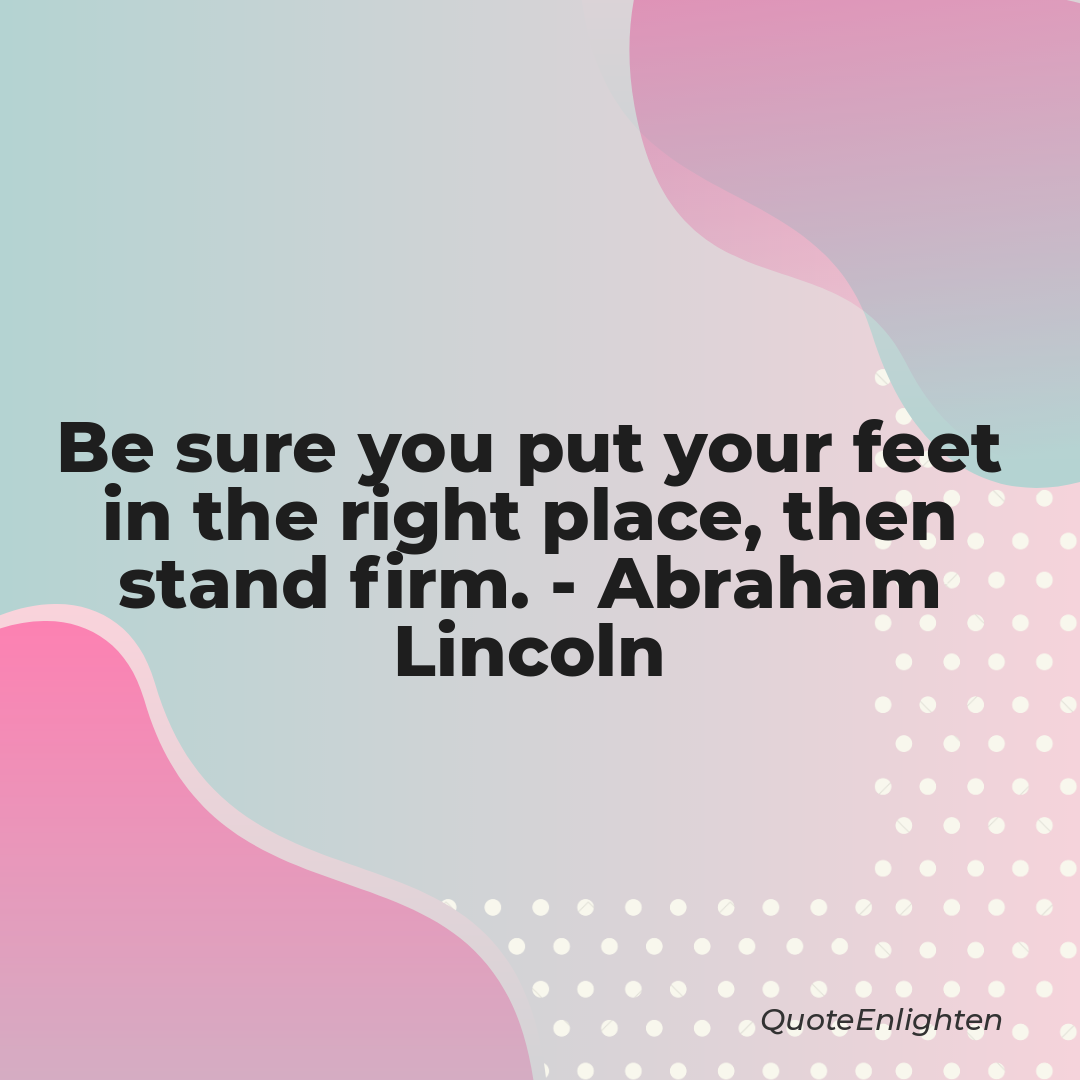 Be sure you put your feet
in the right place, then
stand firm. - Abraham
Lincoln
QuoteEnlighten